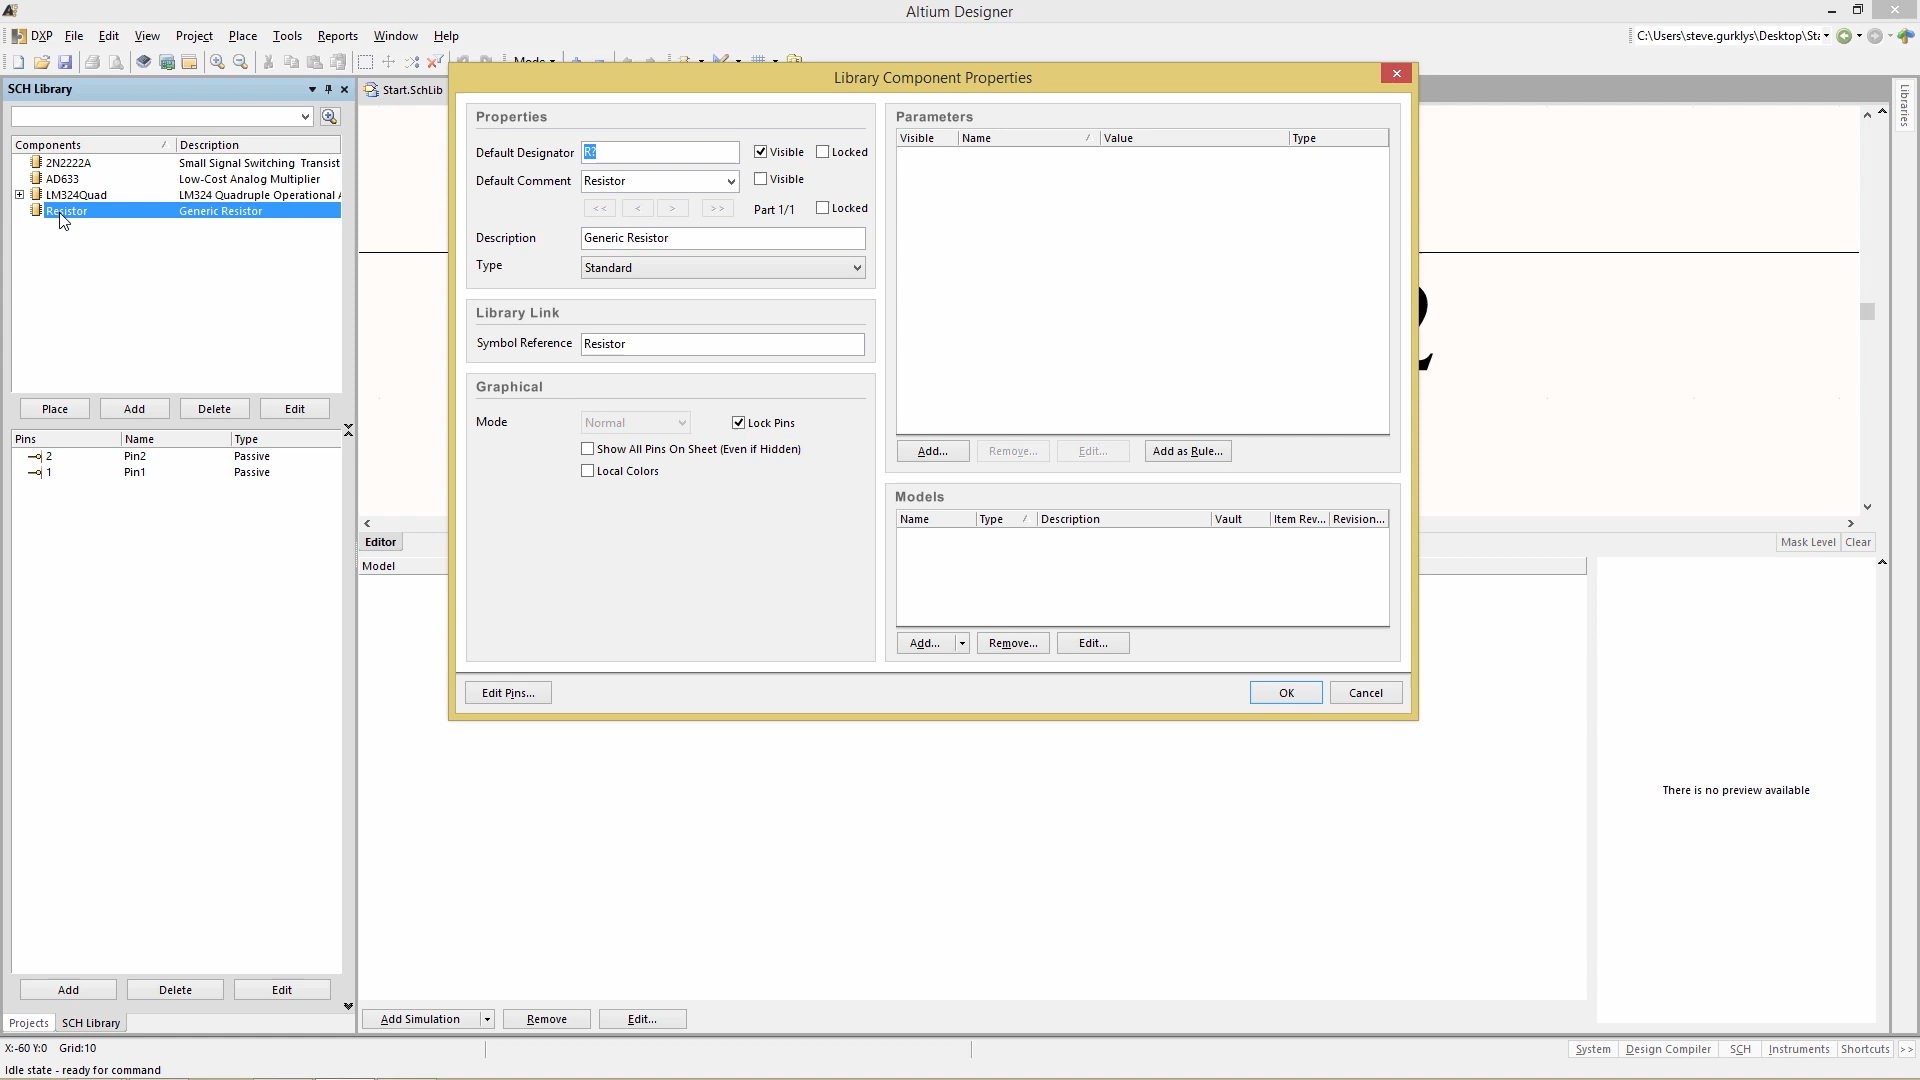 Altium Designer
DXP File Edit View Project Place Tools Reports Window Help
C:\Users\steve.gurklys\Desktop\Sta
SCH Library
Start.SchLib
Components Description
2N2222A Small Signal Switching Transist
AD633 Low-Cost Analog Multiplier
LM324Quad LM324 Quadruple Operational
Resistor Generic Resistor
Place Add Delete Edit
Pins Name Type
2 Pin2 Passive
1 Pin1 Passive
Add Delete Edit
Projects SCH Library
Library Component Properties
Properties
Default Designator R? Visible Locked
Default Comment Resistor Visible
<< < > >> Part 1/1 Locked
Description Generic Resistor
Type Standard
Library Link
Symbol Reference Resistor
Graphical
Mode Normal Lock Pins
Show All Pins On Sheet (Even if Hidden)
Local Colors
Parameters
Visible Name Value Type
Add... Remove... Edit... Add as Rule...
Models
Name Type Description Vault Item Rev... Revision...
Add... Remove... Edit...
Edit Pins... OK Cancel
Libraries
Editor
Mask Level Clear
Model
There is no preview available
Add Simulation Remove Edit...
X:-60 Y:0 Grid:10
System Design Compiler SCH Instruments Shortcuts >>
Idle state - ready for command